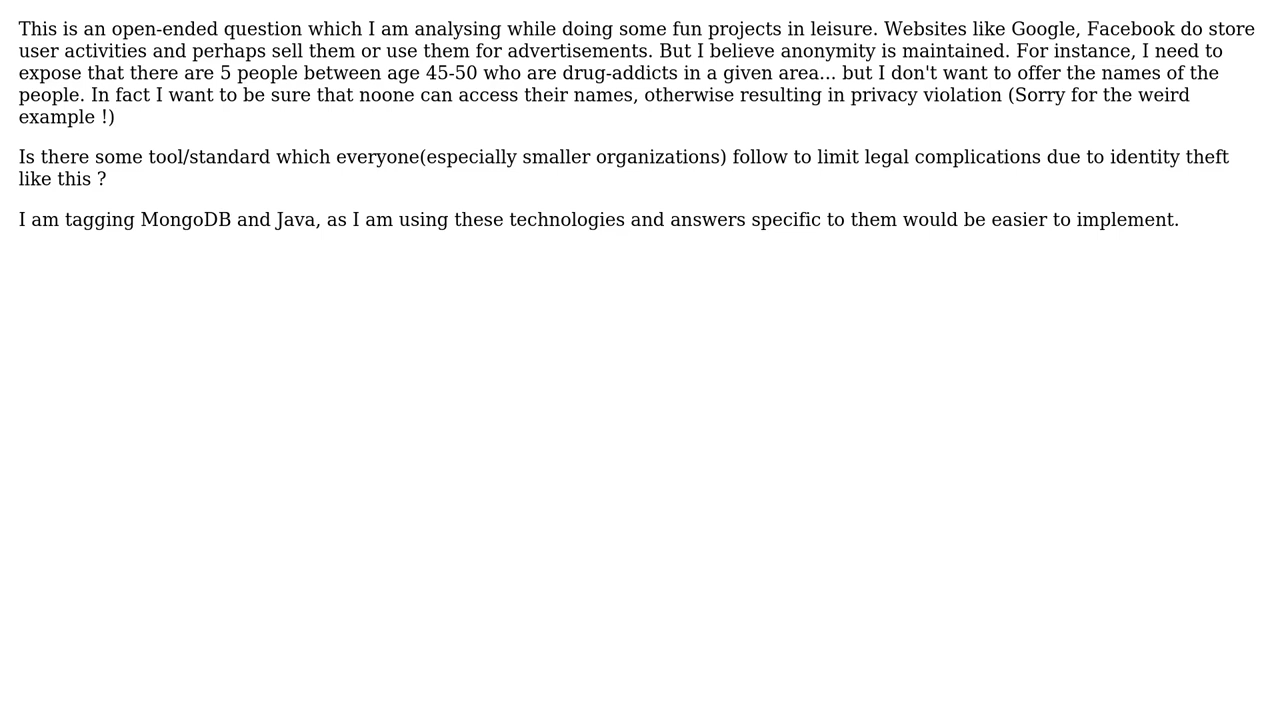 This is an open-ended question which I am analysing while doing some fun projects in leisure. Websites like Google, Facebook do store
user activities and perhaps sell them or use them for advertisements. But I believe anonymity is maintained. For instance, I need to
expose that there are 5 people between age 45-50 who are drug-addicts in a given area... but I don't want to offer the names of the
people. In fact I want to be sure that noone can access their names, otherwise resulting in privacy violation (Sorry for the weird
example !)
Is there some tool/standard which everyone(especially smaller organizations) follow to limit legal complications due to identity theft
like this ?
I am tagging MongoDB and Java, as I am using these technologies and answers specific to them would be easier to implement.